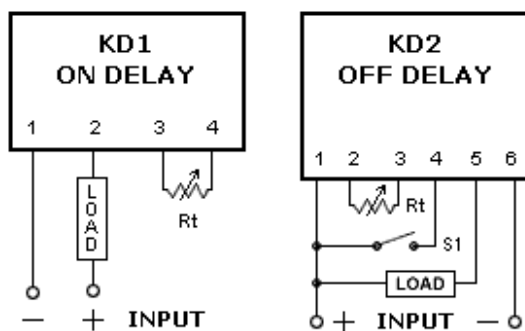 KD1
ON DELAY
1 2 3 4
LOAD
Rt
− + INPUT
KD2
OFF DELAY
1 2 3 4 5 6
Rt
S1
LOAD
+ INPUT −